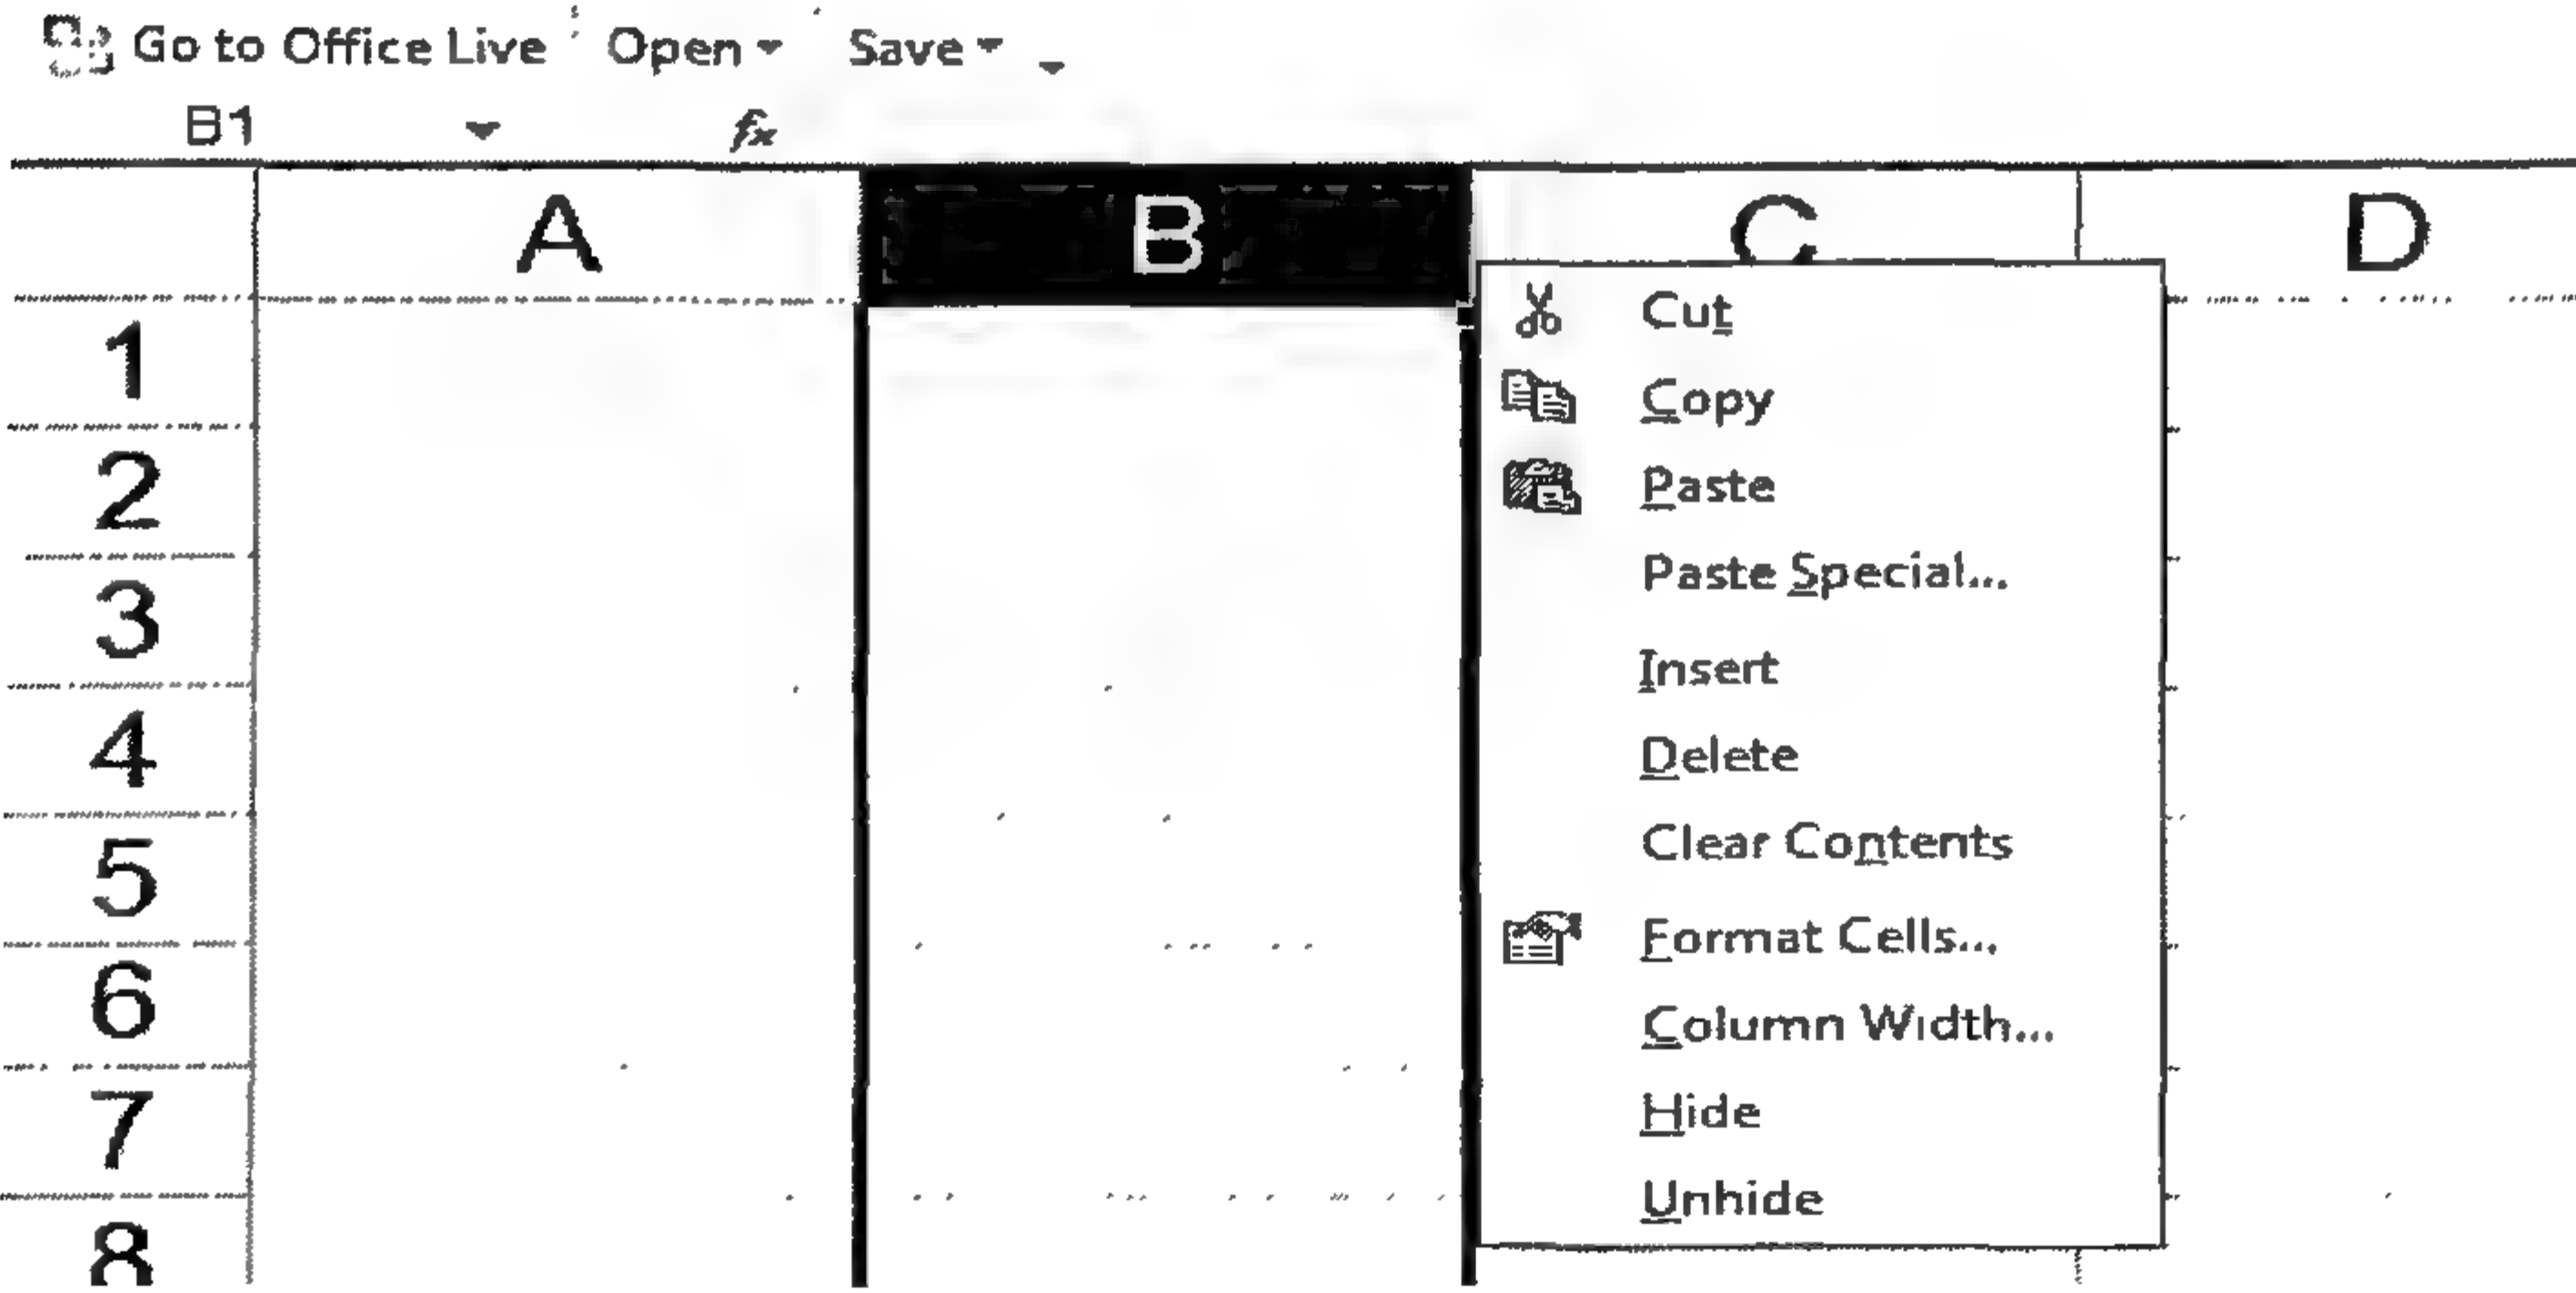 Go to Office Live Open Save
B1 fx
A B C D
1
2
3
4
5
6
7
8
Cut
Copy
Paste
Paste Special...
Insert
Delete
Clear Contents
Format Cells...
Column Width...
Hide
Unhide